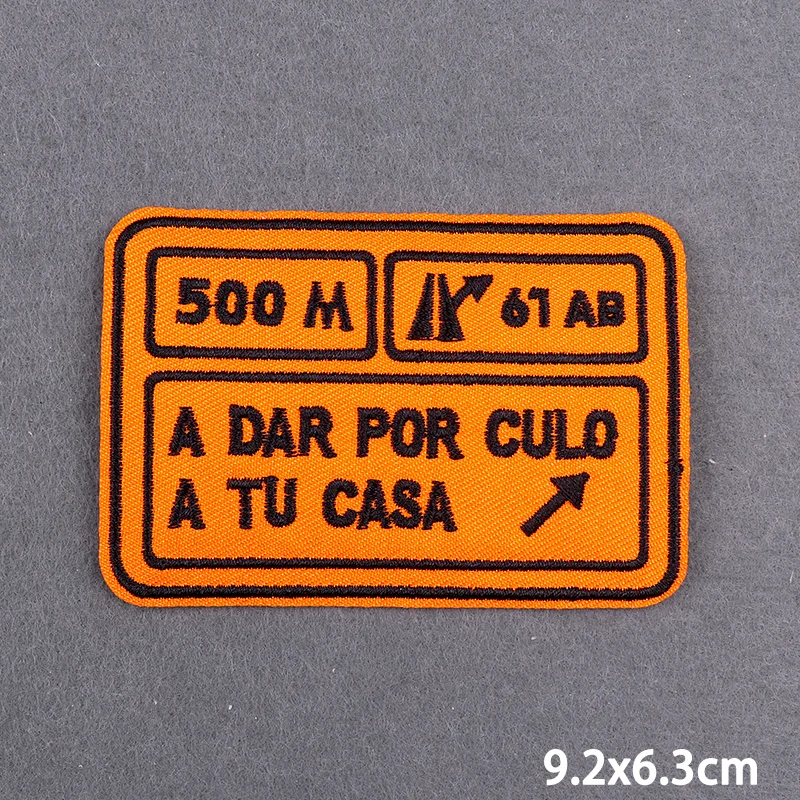 500 M
61 AB
A DAR POR CULO
A TU CASA
9.2x6.3cm